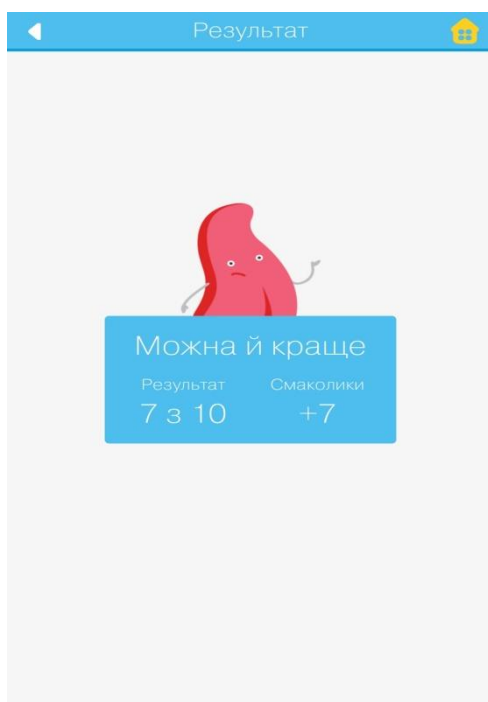 Результат
Можна й краще
Результат Смаколики
7 з 10 +7